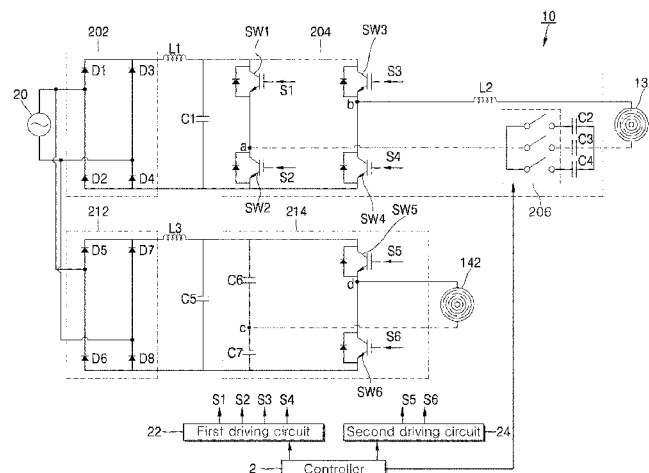 10
202
L1
SW1
204
SW3
D1
D3
S1
S3
L2
13
20
C1
b
a
C2
C3
C4
S2
S4
D2
D4
SW2
SW4
206
212
L3
214
SW5
D5
D7
S5
142
C6
C5
d
c
C7
S6
D6
D8
SW6
S1 S2 S3 S4
S5 S6
22
First driving circuit
Second driving circuit
24
2
Controller